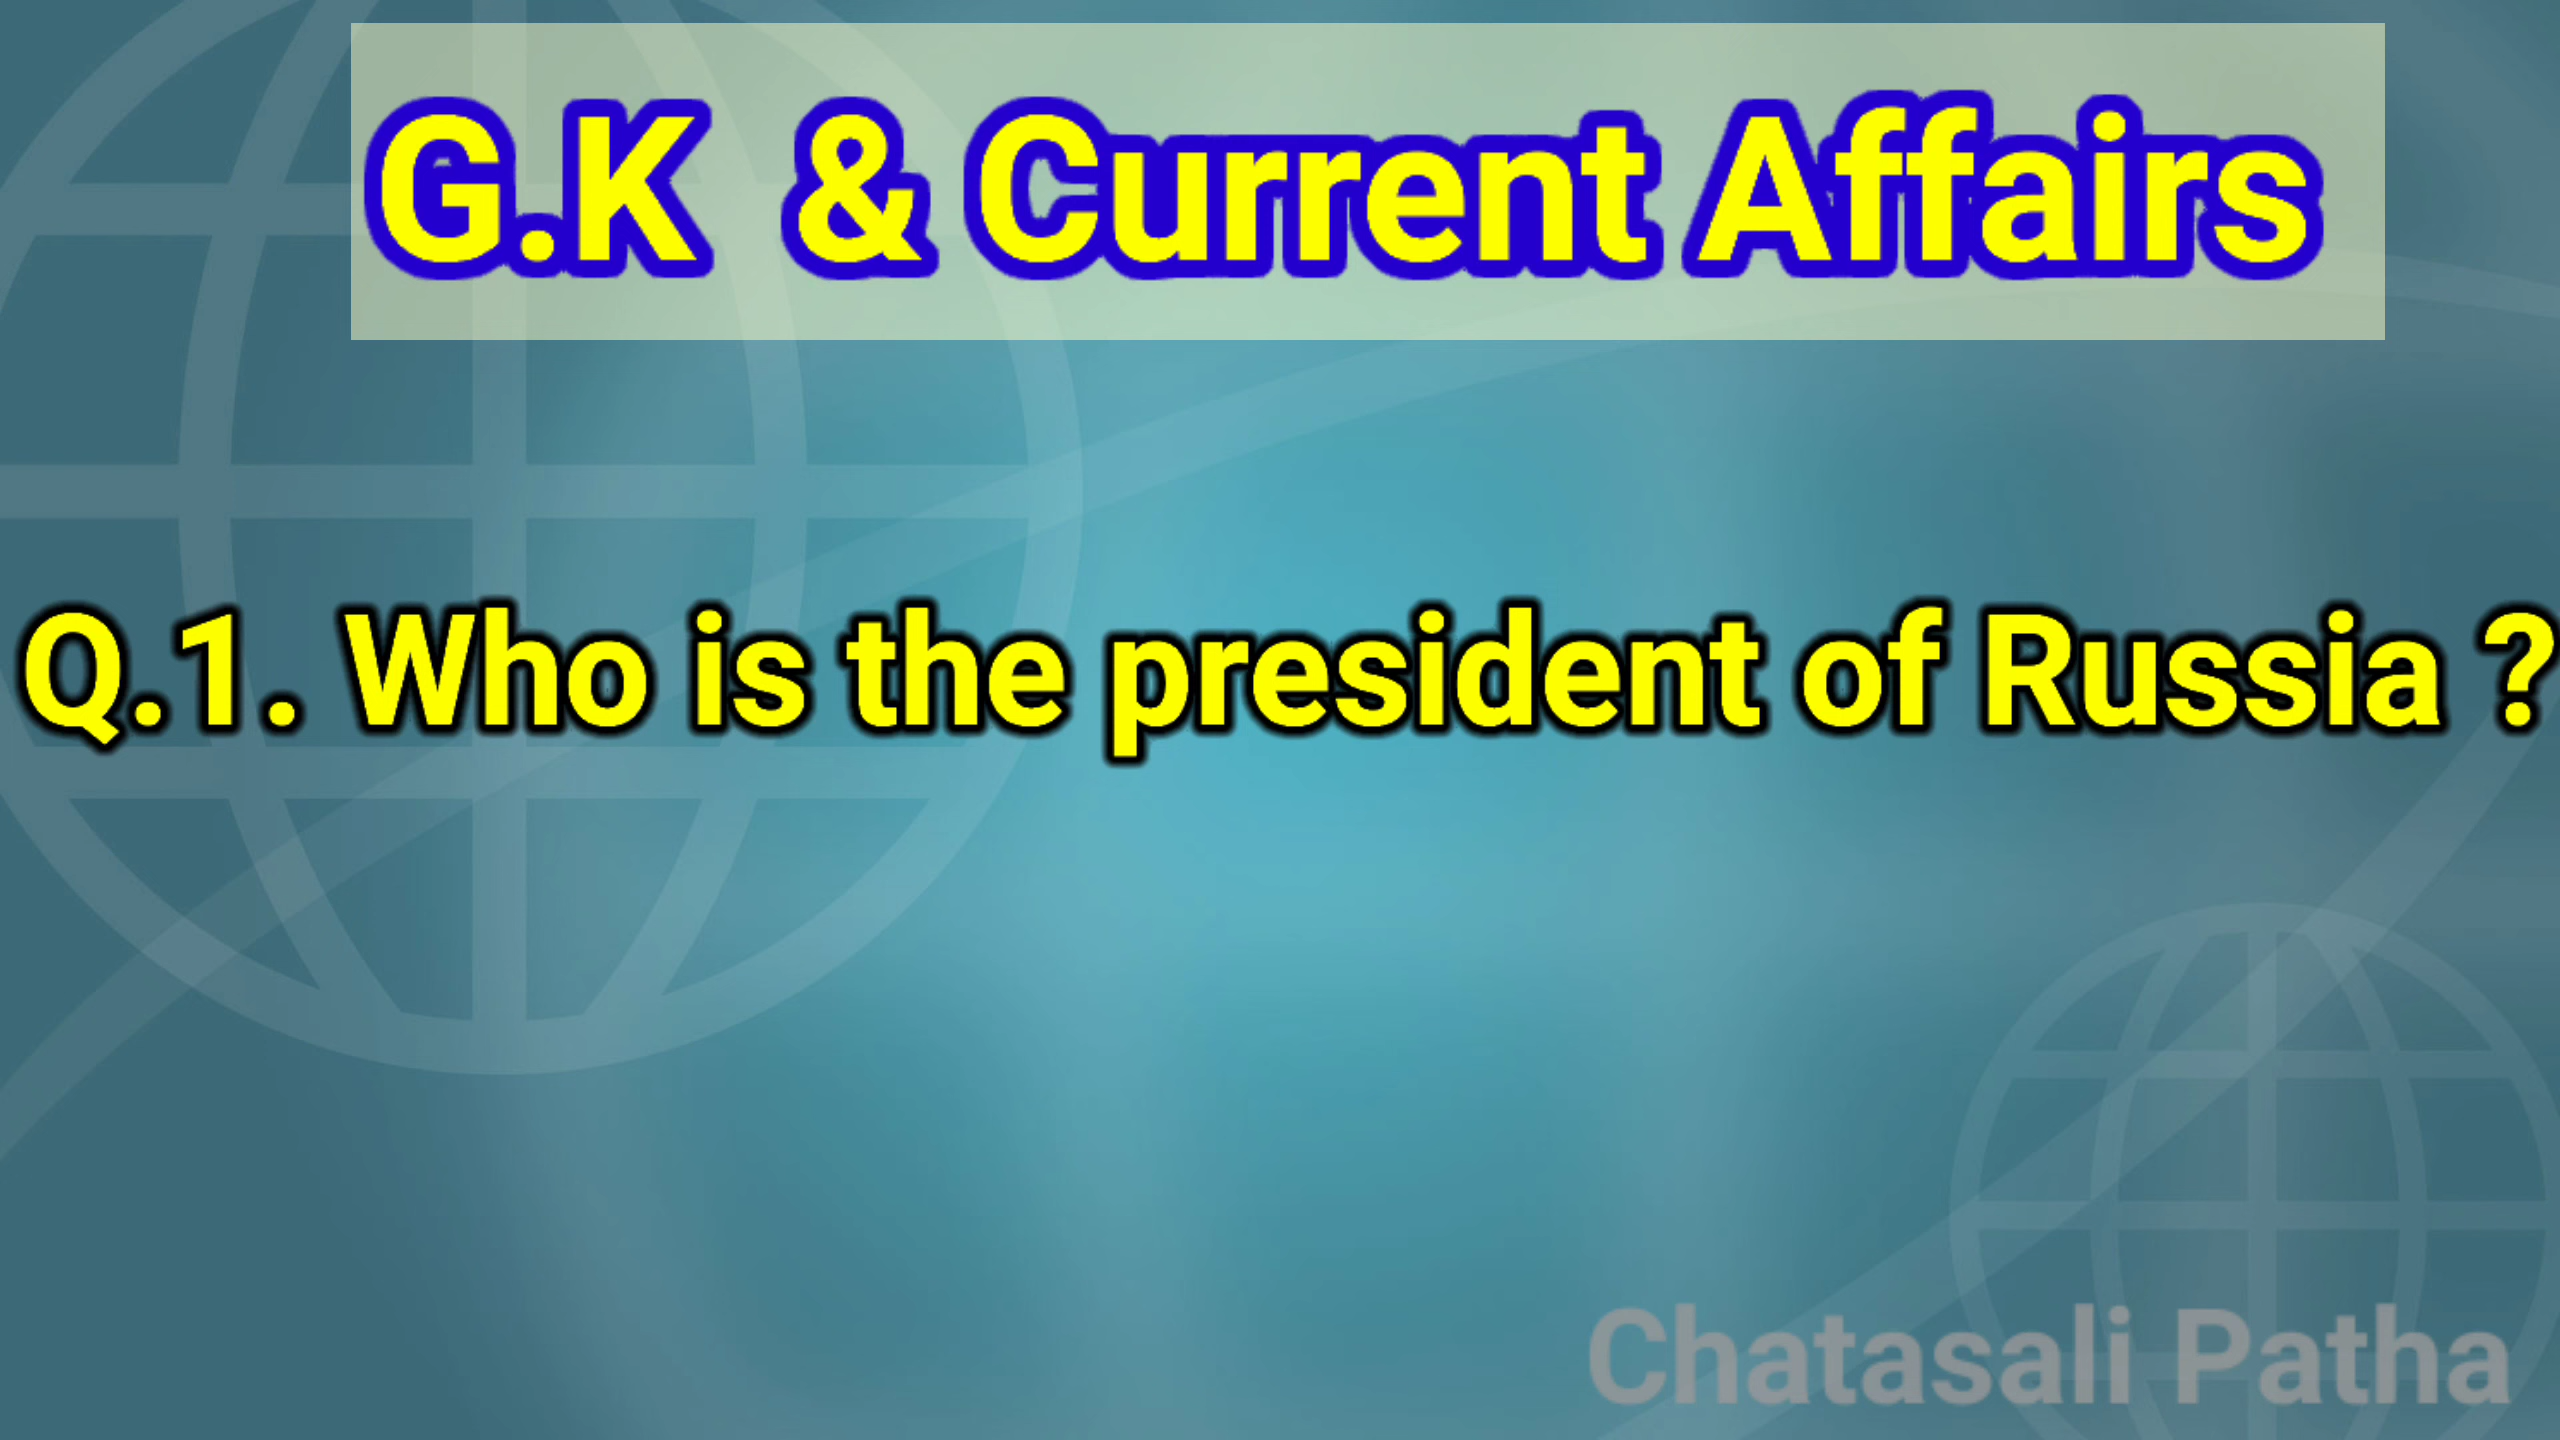 G.K & Current Affairs
Q.1. Who is the president of Russia ?
Chatasali Patha